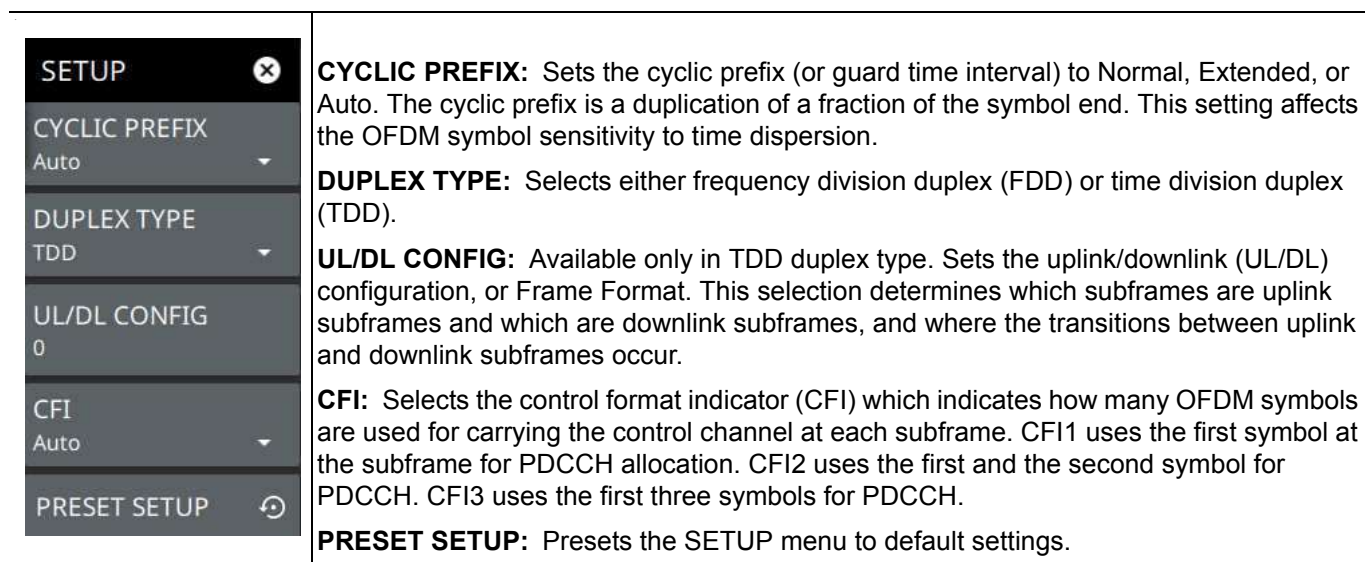 SETUP
CYCLIC PREFIX
Auto
DUPLEX TYPE
TDD
UL/DL CONFIG
0
CFI
Auto
PRESET SETUP
CYCLIC PREFIX: Sets the cyclic prefix (or guard time interval) to Normal, Extended, or
Auto. The cyclic prefix is a duplication of a fraction of the symbol end. This setting affects
the OFDM symbol sensitivity to time dispersion.
DUPLEX TYPE: Selects either frequency division duplex (FDD) or time division duplex
(TDD).
UL/DL CONFIG: Available only in TDD duplex type. Sets the uplink/downlink (UL/DL)
configuration, or Frame Format. This selection determines which subframes are uplink
subframes and which are downlink subframes, and where the transitions between uplink
and downlink subframes occur.
CFI: Selects the control format indicator (CFI) which indicates how many OFDM symbols
are used for carrying the control channel at each subframe. CFI1 uses the first symbol at
the subframe for PDCCH allocation. CFI2 uses the first and the second symbol for
PDCCH. CFI3 uses the first three symbols for PDCCH.
PRESET SETUP: Presets the SETUP menu to default settings.